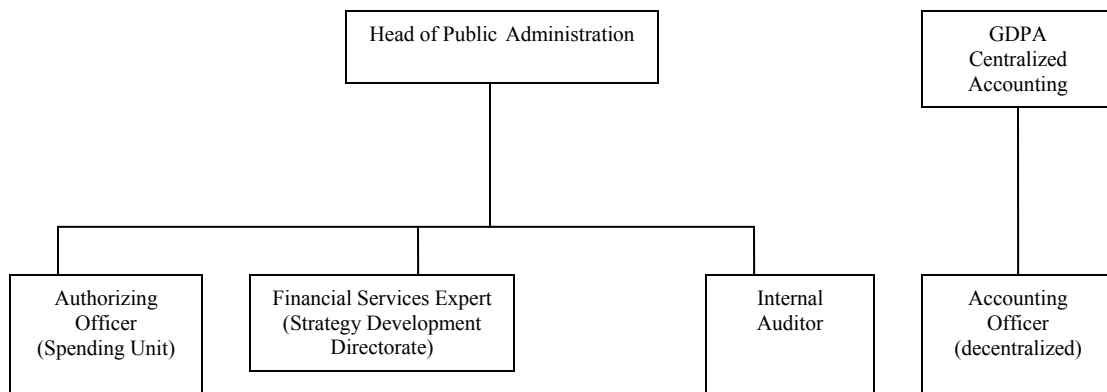 Head of Public Administration
GDPA
Centralized
Accounting
Authorizing
Officer
(Spending Unit)
Financial Services Expert
(Strategy Development
Directorate)
Internal
Auditor
Accounting
Officer
(decentralized)